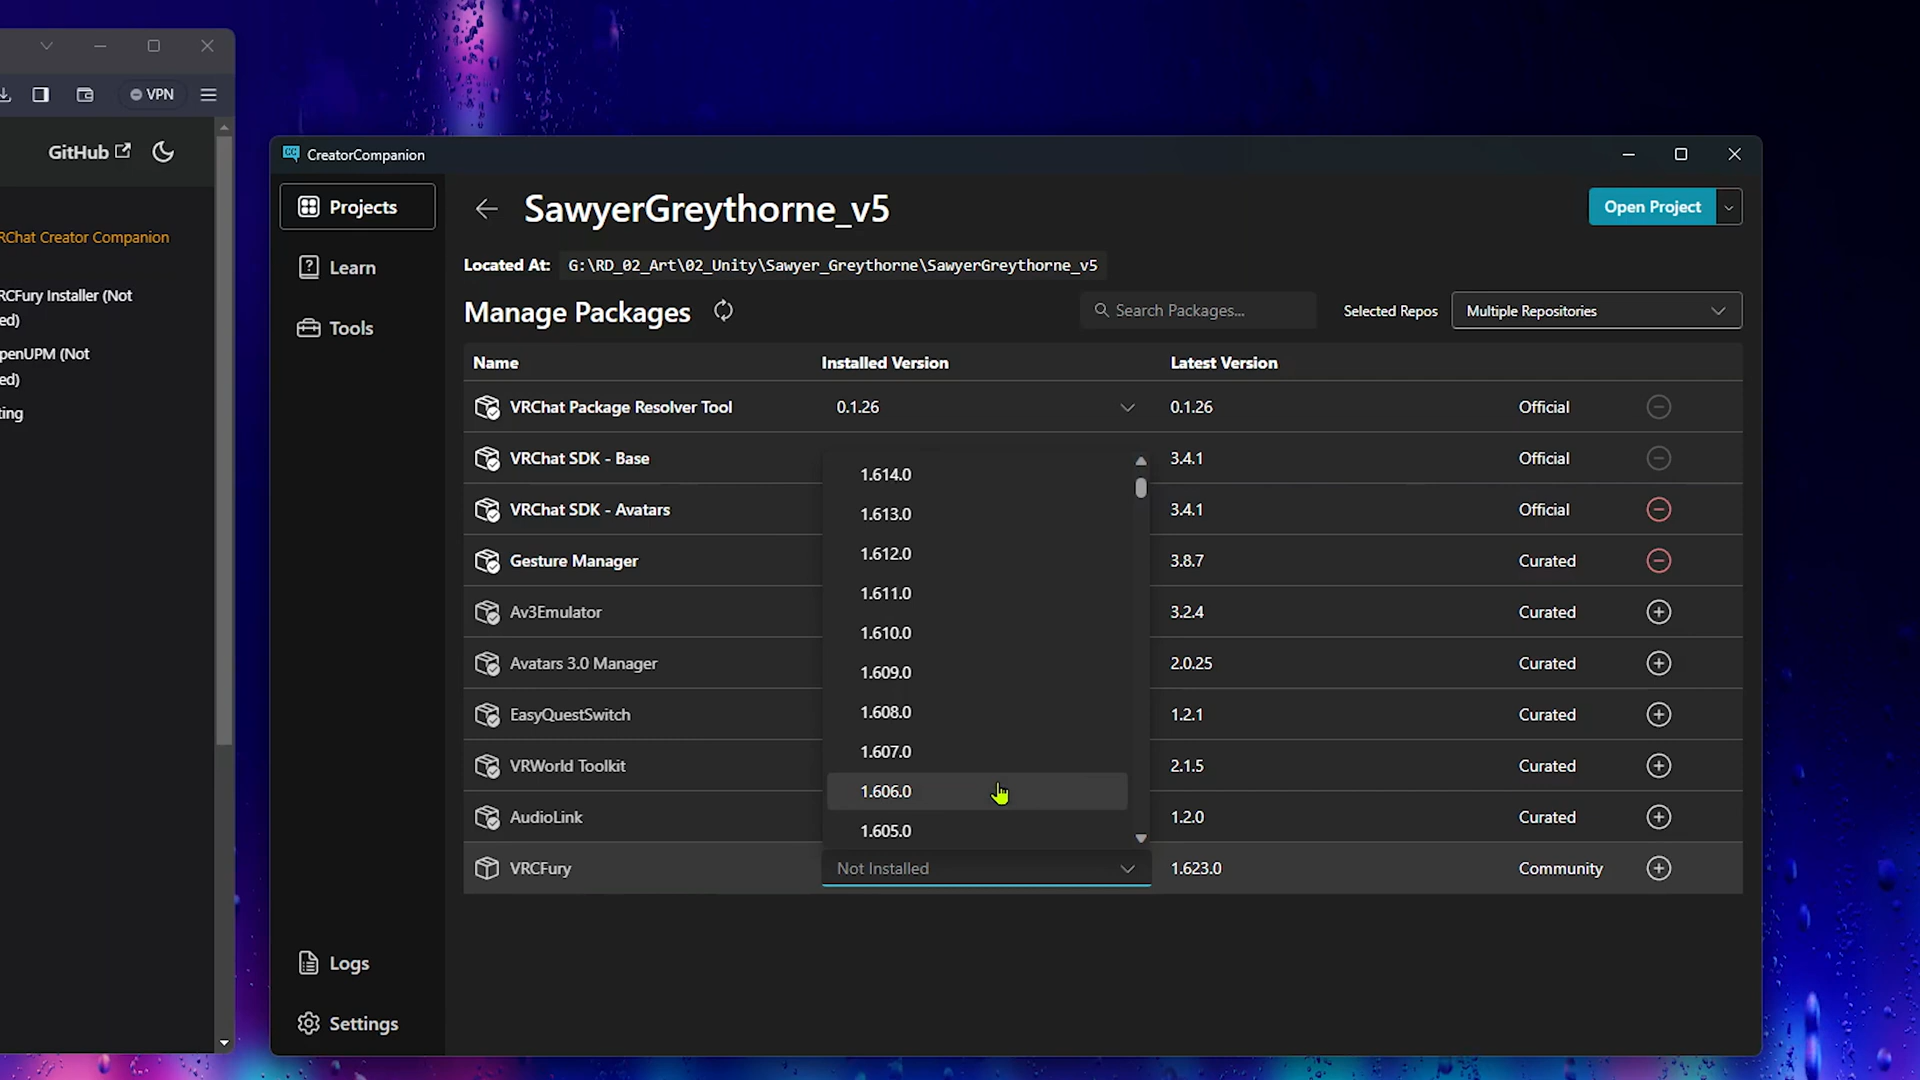 VPN
GitHub
RChat Creator Companion
RCFury Installer (Not
ed)
penUPM (Not
ed)
ting
CC CreatorCompanion
Projects
Learn
Tools
Logs
Settings
SawyerGreythorne_v5
Open Project
Located At: G:\RD_02_Art\02_Unity\Sawyer_Greythorne\SawyerGreythorne_v5
Manage Packages
Search Packages...
Selected Repos
Multiple Repositories
Name Installed Version Latest Version
VRChat Package Resolver Tool 0.1.26 0.1.26 Official
VRChat SDK - Base 3.4.1 Official
VRChat SDK - Avatars 3.4.1 Official
Gesture Manager 3.8.7 Curated
Av3Emulator 3.2.4 Curated
Avatars 3.0 Manager 2.0.25 Curated
EasyQuestSwitch 1.2.1 Curated
VRWorld Toolkit 2.1.5 Curated
AudioLink 1.2.0 Curated
VRCFury Not Installed 1.623.0 Community
1.614.0
1.613.0
1.612.0
1.611.0
1.610.0
1.609.0
1.608.0
1.607.0
1.606.0
1.605.0